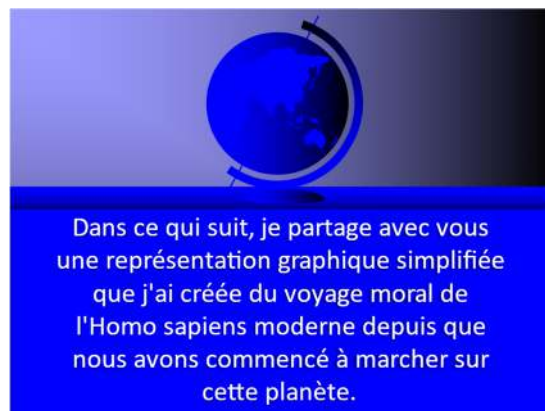 Dans ce qui suit, je partage avec vous
une représentation graphique simplifiée
que j'ai créée du voyage moral de
l'Homo sapiens moderne depuis que
nous avons commencé à marcher sur
cette planète.